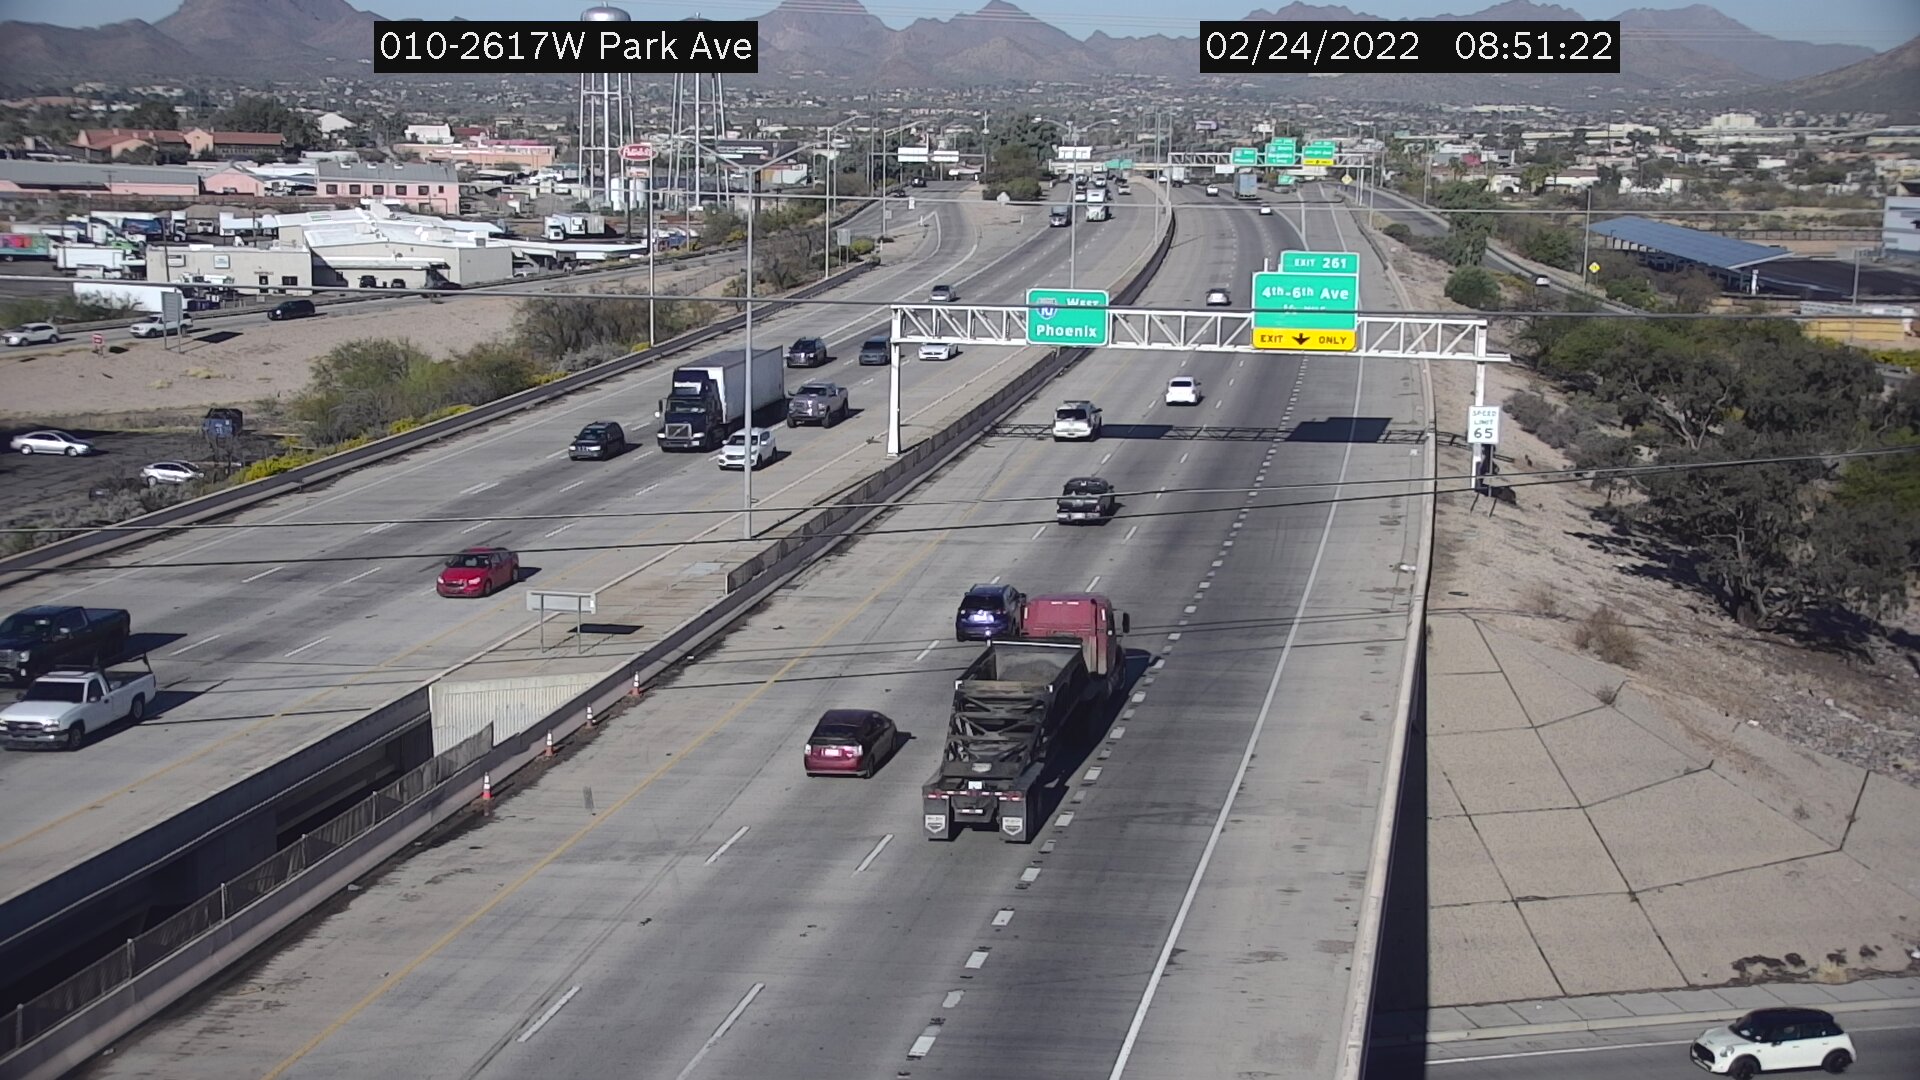 010-2617W Park Ave
02/24/2022 08:51:22
EXIT 261
WEST
4th-6th Ave
10
Phoenix
EXIT ONLY
SPEED
LIMIT
65